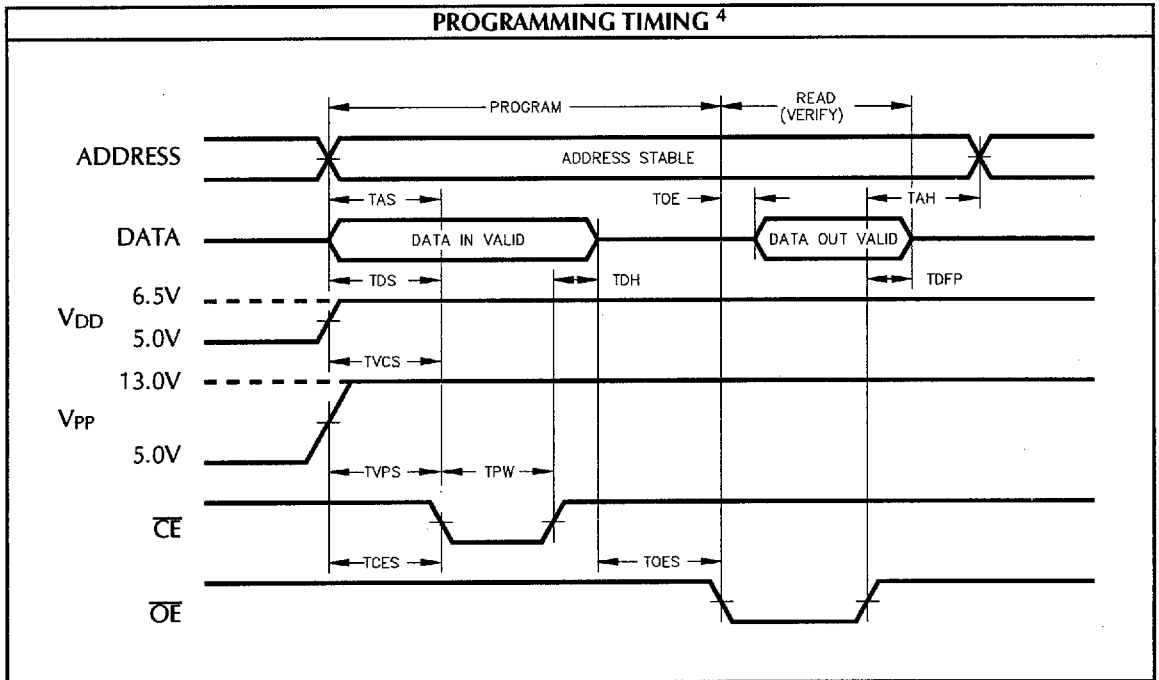 PROGRAMMING TIMING 4
PROGRAM
READ
(VERIFY)
ADDRESS
ADDRESS STABLE
TAS
TOE
TAH
DATA
DATA IN VALID
DATA OUT VALID
TDS
TDH
TDFP
6.5V
VDD
5.0V
TVCS
13.0V
VPP
5.0V
TVPS
TPW
CE
TCES
TOES
OE